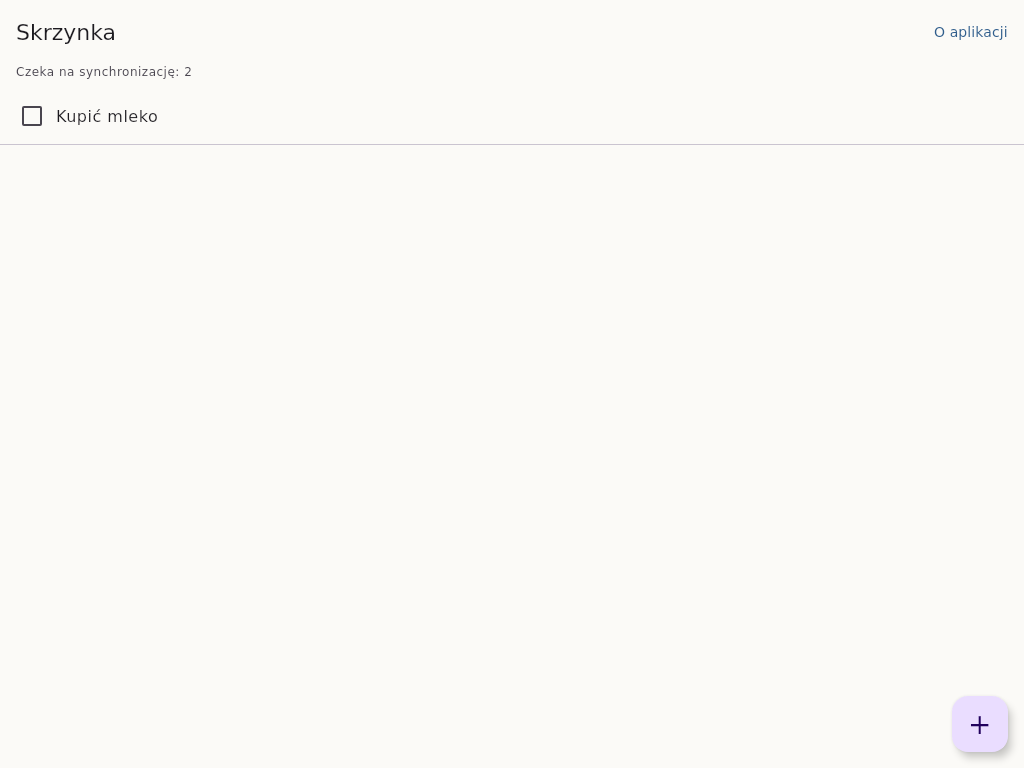 Skrzynka
O aplikacji
Czeka na synchronizację: 2
Kupić mleko
+